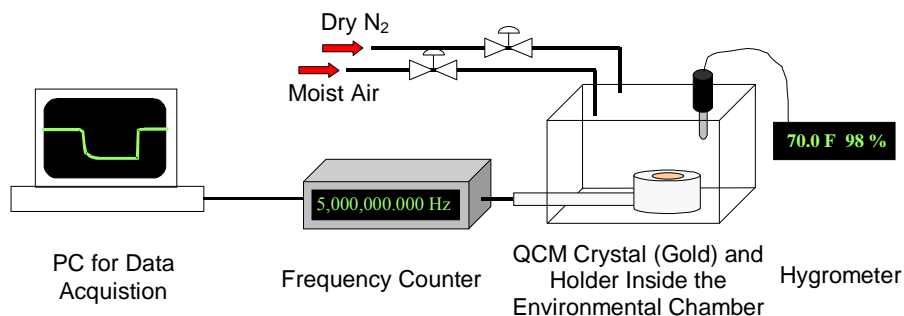 Dry N₂
Moist Air
70.0 F 98 %
5,000,000.000 Hz
PC for Data
Acquistion
Frequency Counter
QCM Crystal (Gold) and
Holder Inside the
Environmental Chamber
Hygrometer